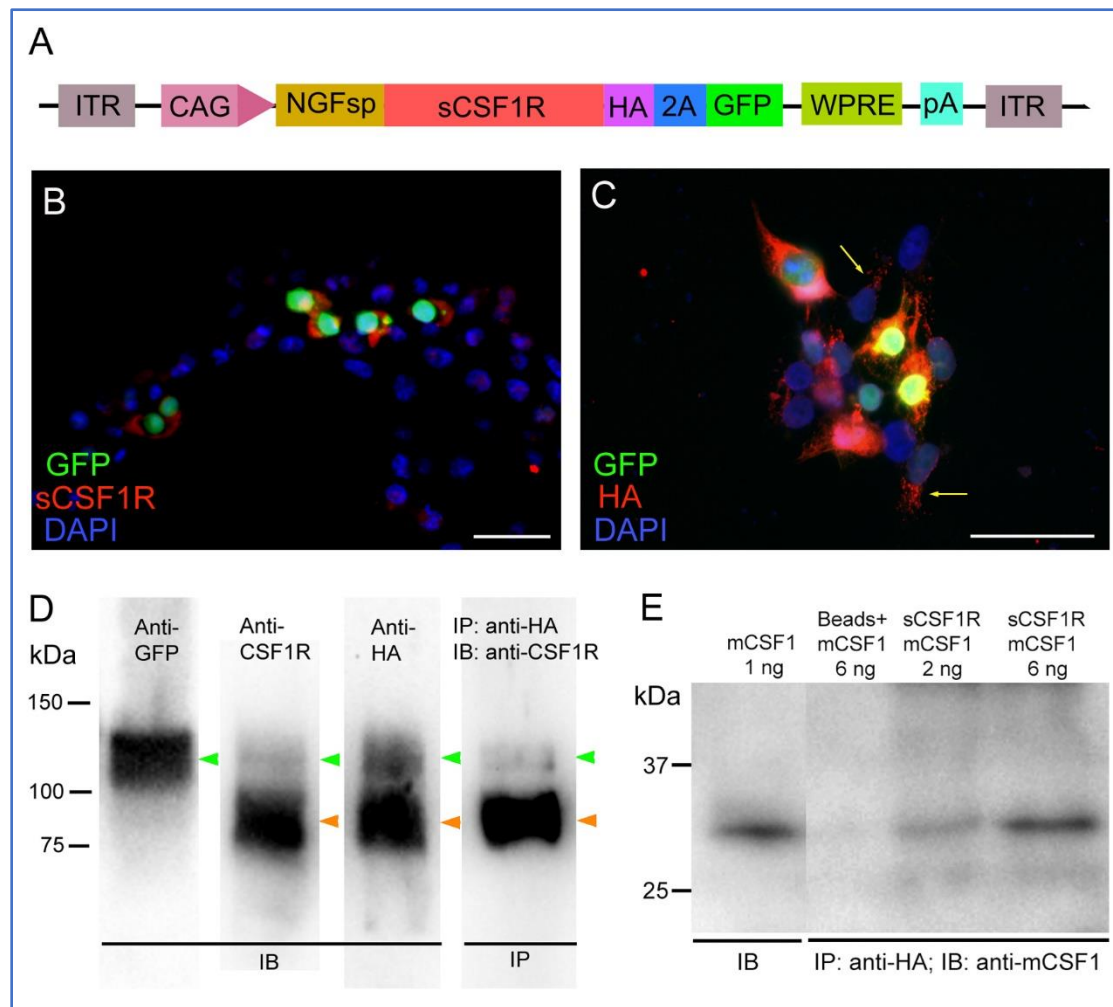 A
ITR CAG NGFsp sCSF1R HA 2A GFP WPRE pA ITR
B
GFP
sCSF1R
DAPI
C
GFP
HA
DAPI
D
kDa
Anti-
GFP
Anti-
CSF1R
Anti-
HA
IP: anti-HA
IB: anti-CSF1R
150
100
75
IB
IP
E
kDa
mCSF1
1 ng
Beads+
mCSF1
6 ng
sCSF1R
mCSF1
2 ng
sCSF1R
mCSF1
6 ng
37
25
IB
IP: anti-HA; IB: anti-mCSF1